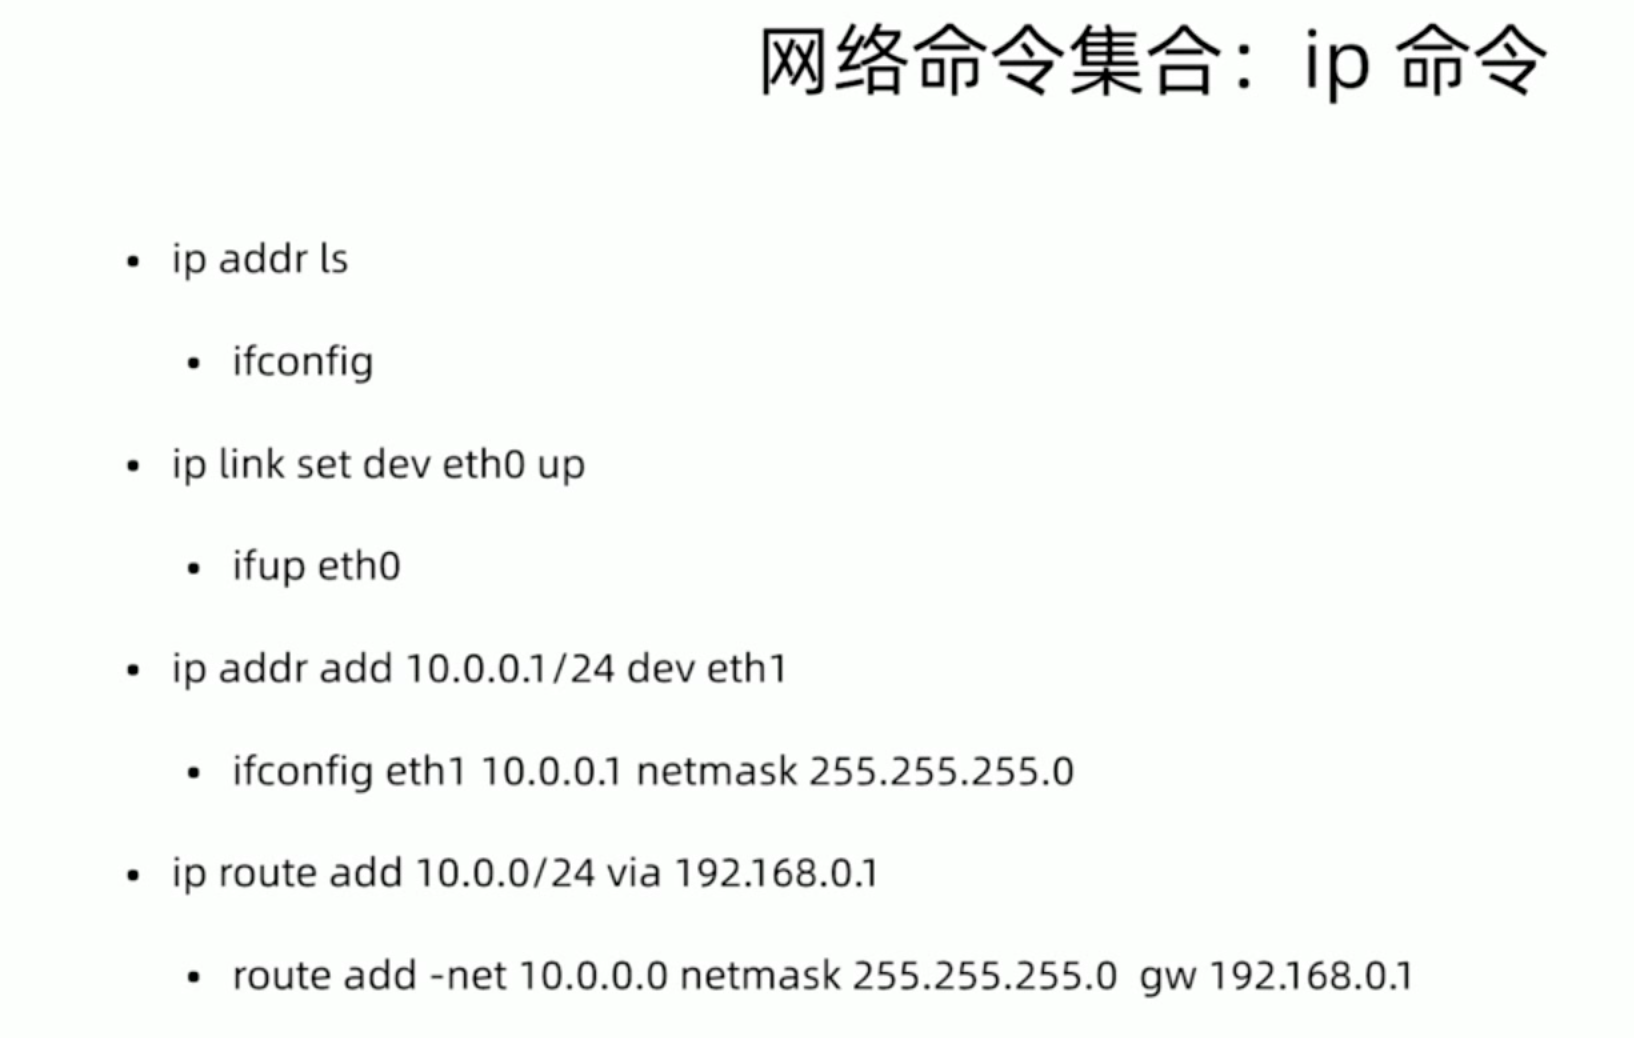 网络命令集合：ip 命令
• ip addr ls
• ifconfig
• ip link set dev eth0 up
• ifup eth0
• ip addr add 10.0.0.1/24 dev eth1
• ifconfig eth1 10.0.0.1 netmask 255.255.255.0
• ip route add 10.0.0/24 via 192.168.0.1
• route add -net 10.0.0.0 netmask 255.255.255.0 gw 192.168.0.1